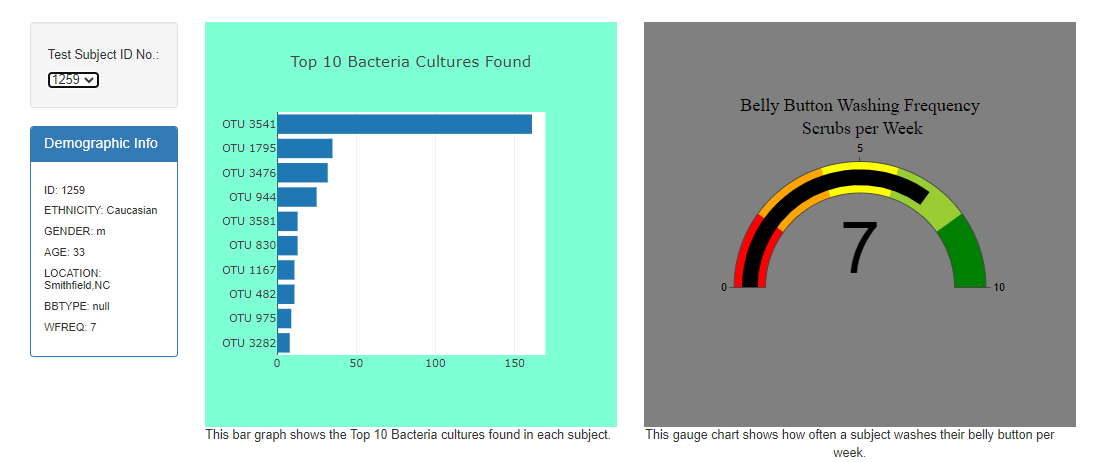 Test Subject ID No.:
1259
Demographic Info
ID: 1259
ETHNICITY: Caucasian
GENDER: m
AGE: 33
LOCATION:
Smithfield,NC
BBTYPE: null
WFREQ: 7
Top 10 Bacteria Cultures Found
OTU 3541
OTU 1795
OTU 3476
OTU 944
OTU 3581
OTU 830
OTU 1167
OTU 482
OTU 975
OTU 3282
0 50 100 150
This bar graph shows the Top 10 Bacteria cultures found in each subject.
Belly Button Washing Frequency
Scrubs per Week
5
7
0 10
This gauge chart shows how often a subject washes their belly button per
week.